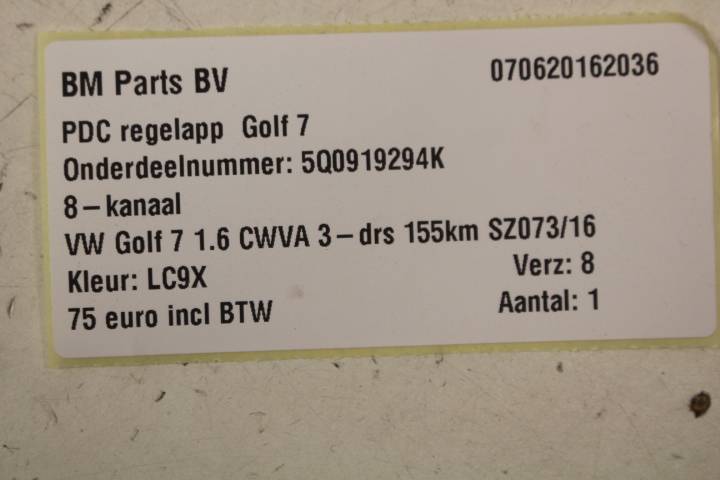 BM Parts BV 070620162036
PDC regelapp Golf 7
Onderdeelnummer: 5Q0919294K
8-kanaal
VW Golf 7 1.6 CWVA 3-drs 155km SZ073/16
Kleur: LC9X Verz: 8
75 euro incl BTW Aantal: 1